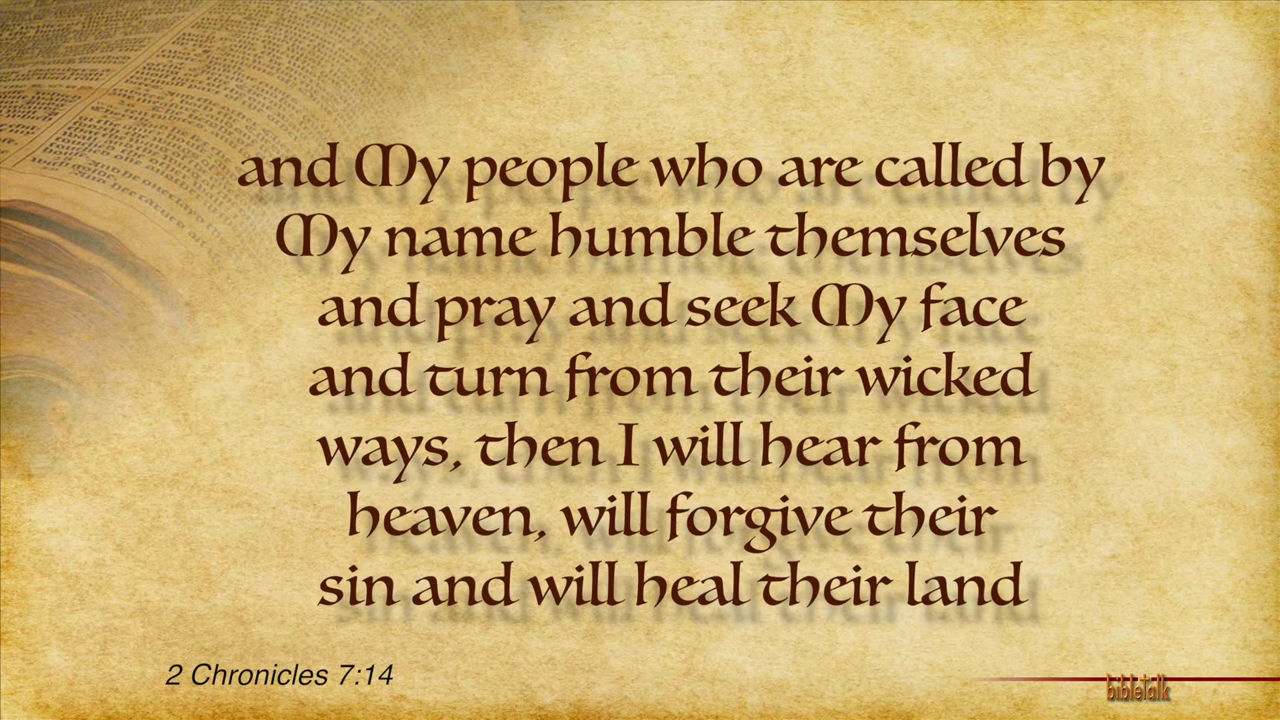 and My people who are called by
My name humble themselves
and pray and seek My face
and turn from their wicked
ways, then I will hear from
heaven, will forgive their
sin and will heal their land
2 Chronicles 7:14
bibletalk